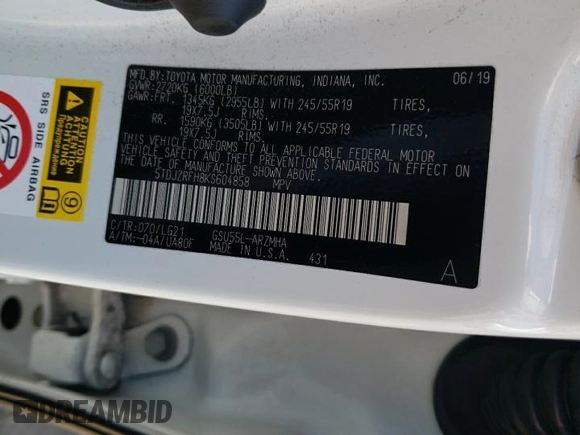 MFD.BY:TOYOTA MOTOR MANUFACTURING, INDIANA, INC. 06/19
GVWR:2720KG (6000LB)
GAWR:FRT. 1345KG (2955LB) WITH 245/55R19 TIRES,
19X7.5J RIMS.
RR. 1590KG (3505LB) WITH 245/55R19 TIRES,
19X7.5J RIMS.
THIS VEHICLE CONFORMS TO ALL APPLICABLE FEDERAL MOTOR
VEHICLE SAFETY AND THEFT PREVENTION STANDARDS IN EFFECT ON
THE DATE OF MANUFACTURE SHOWN ABOVE.
5TDJZRFH8KS604858 MPV
C/TR:070/LG21 GSU55L-ARZMHA
A/TM:-04A/UA80F MADE IN U.S.A. 431
A
SRS SIDE AIRBAG
CAUTION
ATTENTION
9
DREAMBID